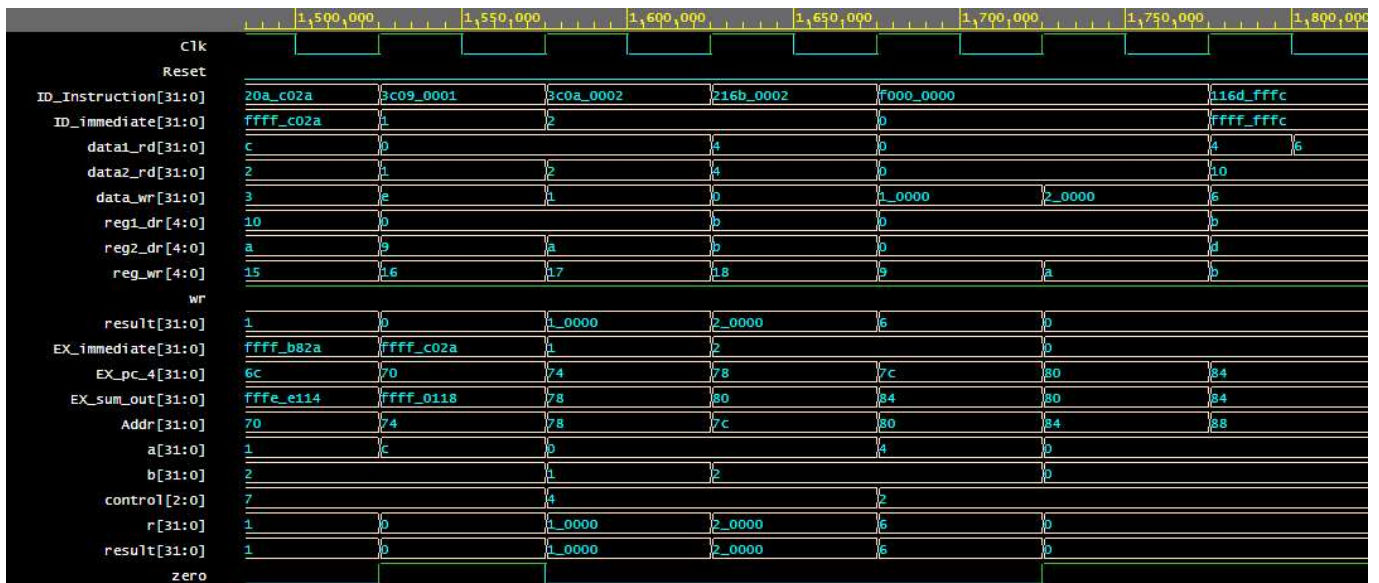 1,500,000 1,550,000 1,600,000 1,650,000 1,700,000 1,750,000 1,800,000
Clk
Reset
ID_Instruction[31:0] 20a_c02a 3c09_0001 3c0a_0002 216b_0002 f000_0000 116d_fffc
ID_immediate[31:0] ffff_c02a 1 2 0 ffff_fffc
data1_rd[31:0] c 0 4 0 4 6
data2_rd[31:0] 2 1 2 4 0 10
data_wr[31:0] 3 e 1 0 1_0000 2_0000 6
reg1_dr[4:0] 10 0 b 0 b
reg2_dr[4:0] a 9 a b 0 d
reg_wr[4:0] 15 16 17 18 9 a b
wr
result[31:0] 1 0 1_0000 2_0000 6 0
EX_immediate[31:0] ffff_b82a ffff_c02a 1 2 0
EX_pc_4[31:0] 6c 70 74 78 7c 80 84
EX_sum_out[31:0] fffe_e114 ffff_0118 78 80 84 80 84
Addr[31:0] 70 74 78 7c 80 84 88
a[31:0] 1 c 0 4 0
b[31:0] 2 1 2 0
control[2:0] 7 4 2
r[31:0] 1 0 1_0000 2_0000 6 0
result[31:0] 1 0 1_0000 2_0000 6 0
zero